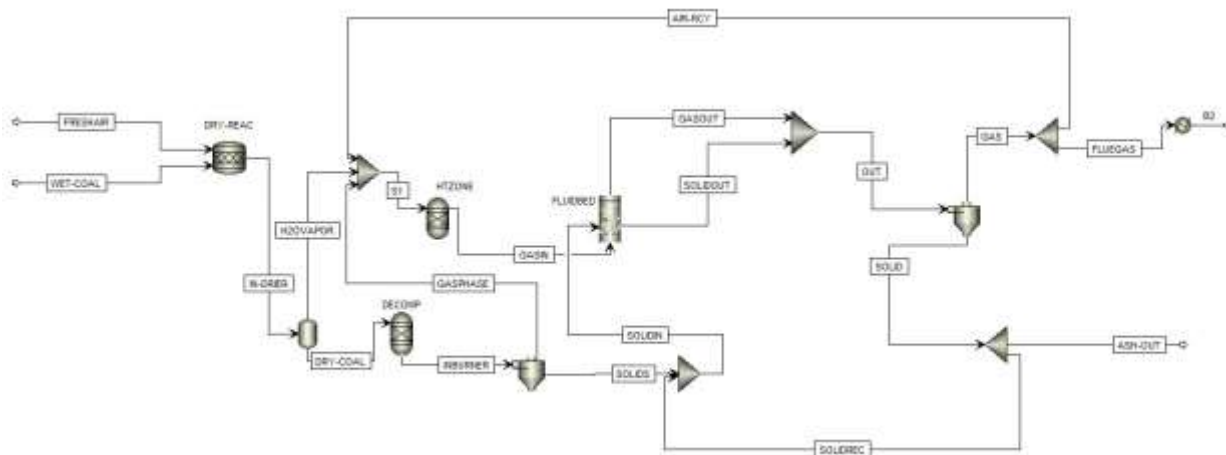 AIR-RCY
FRESHAIR
DRY-REAC
GASOUT
GAS
B2
FLUEGAS
WET-COAL
S1
HTZONE
OUT
SOLIDOUT
FLUIDBED
H2OVAPOR
GASIN
SOLID
IN-DRIER
GASPHASE
DECOMP
SOLIDIN
DRY-COAL
INBURNER
SOLIDS
ASH-OUT
SOLIDREC